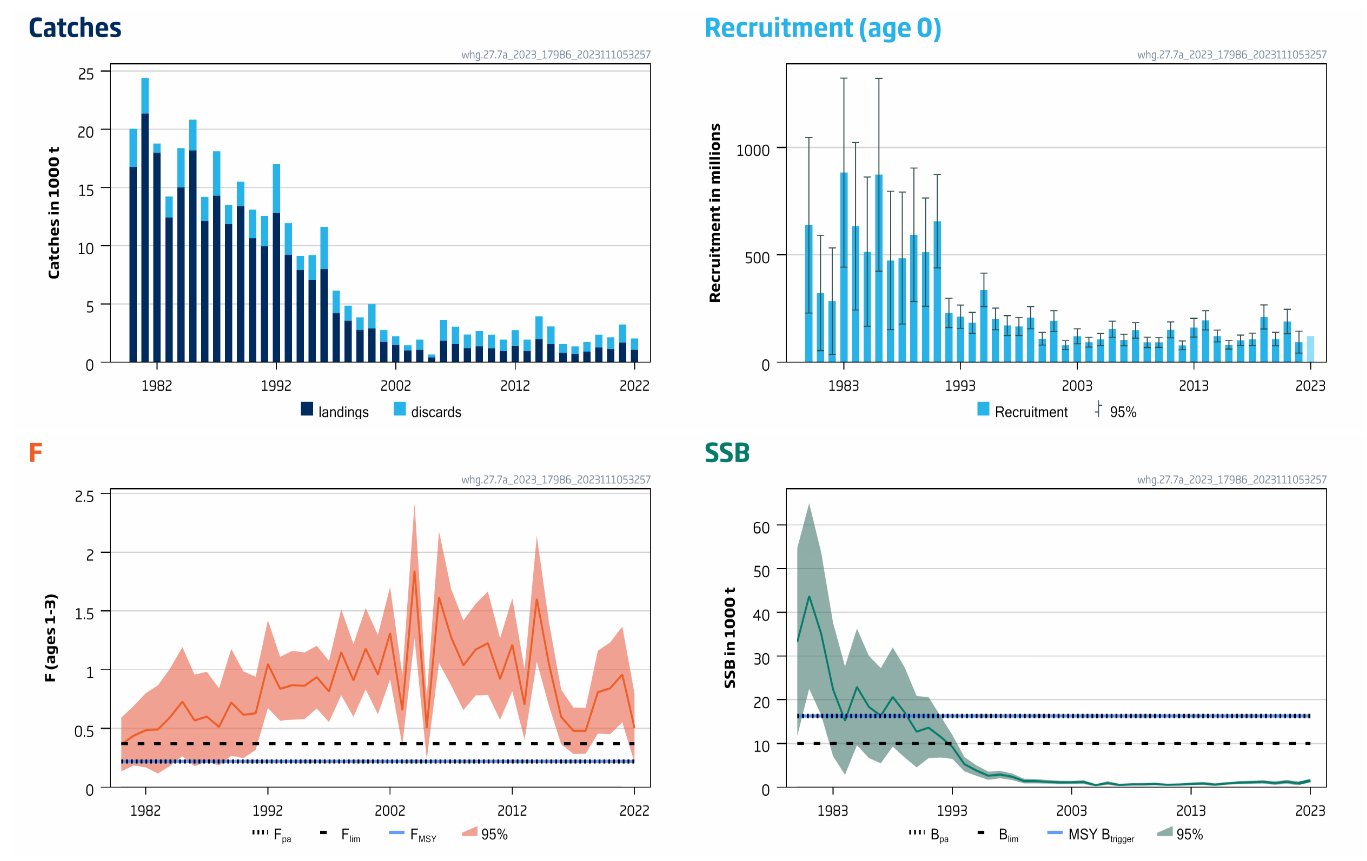 Catches
whg.27.7a_2023_17986_2023111053257
Catches in 1000 t
25
20
15
10
5
0
1982 1992 2002 2012 2022
landings discards
Recruitment (age 0)
whg.27.7a_2023_17986_2023111053257
Recruitment in millions
1000
500
0
1983 1993 2003 2013 2023
Recruitment 95%
F
whg.27.7a_2023_17986_2023111053257
F (ages 1-3)
2.5
2
1.5
1
0.5
0
1982 1992 2002 2012 2022
Fpa Flim FMSY 95%
SSB
whg.27.7a_2023_17986_2023111053257
SSB in 1000 t
60
50
40
30
20
10
0
1983 1993 2003 2013 2023
Bpa Blim MSY Btrigger 95%